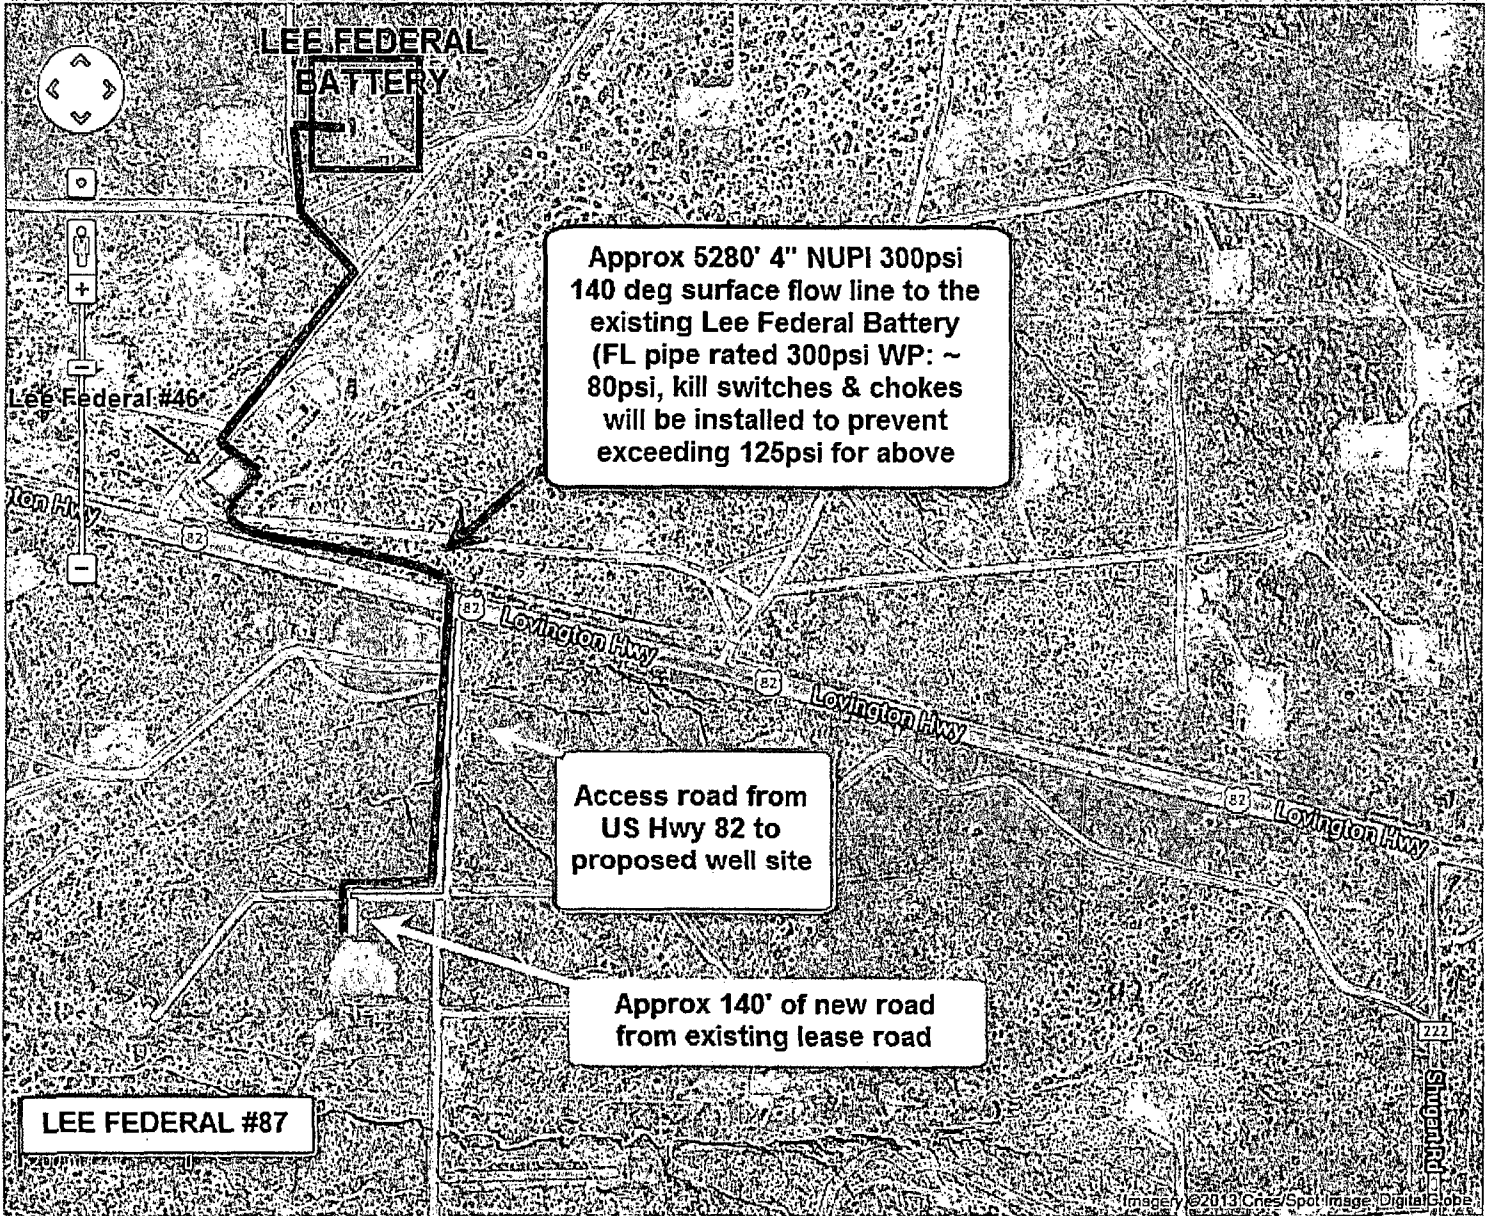 LEE FEDERAL
BATTERY
Approx 5280' 4" NUPI 300psi
140 deg surface flow line to the
existing Lee Federal Battery
(FL pipe rated 300psi WP: ~
80psi, kill switches & chokes
will be installed to prevent
exceeding 125psi for above
Lee Federal #46
ton Hwy
82
82
Lovington Hwy
82
Lovington Hwy
82
Lovington Hwy
Access road from
US Hwy 82 to
proposed well site
Approx 140' of new road
from existing lease road
222
Shugart Rd
LEE FEDERAL #87
Imagery ©2013 Cnes/Spot Image, DigitalGlobe